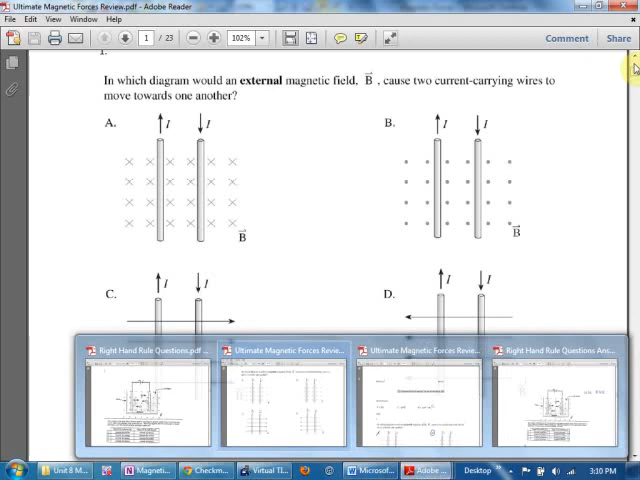 Ultimate Magnetic Forces Review.pdf - Adobe Reader
File Edit View Window Help
1 / 23 102% Comment Share
1.
In which diagram would an external magnetic field, B⃗, cause two current-carrying wires to
move towards one another?
A. I I B. I I
B⃗ B⃗
C. I I D. I I
Right Hand Rule Questions.pdf ... Ultimate Magnetic Forces Review.... Ultimate Magnetic Forces Revie... Right Hand Rule Questions Ans...
Unit 8 M... Magneti... Checkm... Virtual TI... Microsof... Adobe ... Desktop 3:10 PM